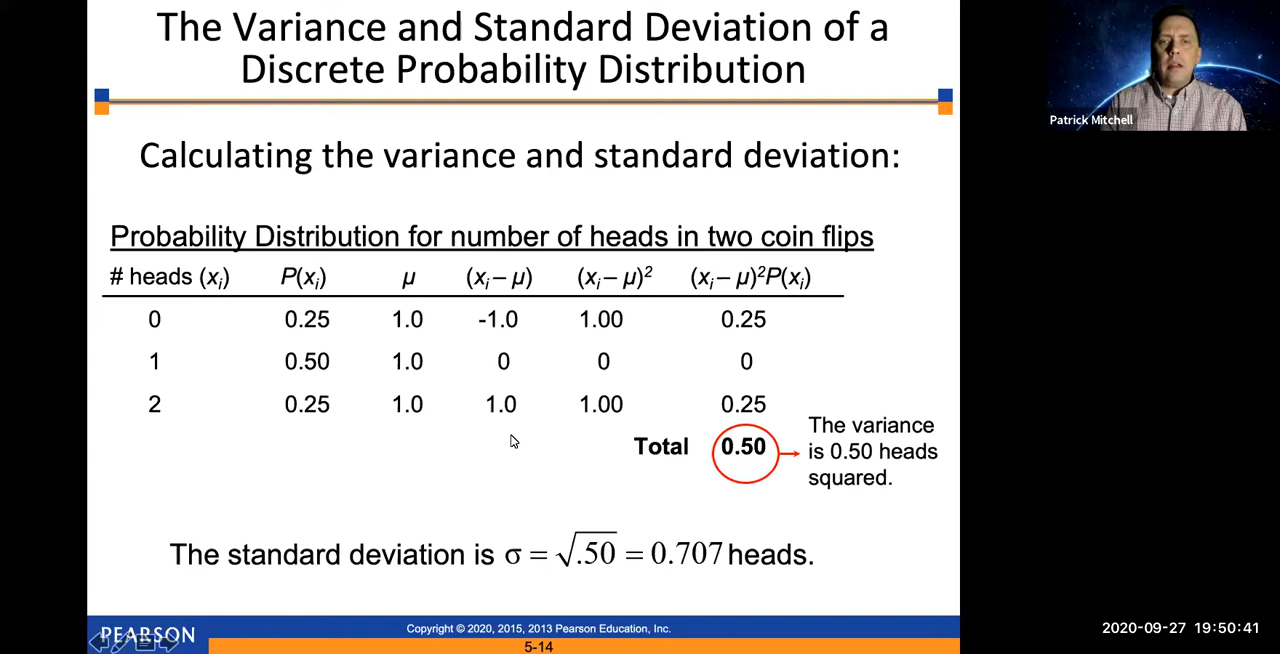 The Variance and Standard Deviation of a
Discrete Probability Distribution
Patrick Mitchell
Calculating the variance and standard deviation:
Probability Distribution for number of heads in two coin flips
# heads (xᵢ) P(xᵢ) μ (xᵢ – μ) (xᵢ – μ)² (xᵢ – μ)²P(xᵢ)
0 0.25 1.0 -1.0 1.00 0.25
1 0.50 1.0 0 0 0
2 0.25 1.0 1.0 1.00 0.25
Total 0.50
The variance
is 0.50 heads
squared.
The standard deviation is σ = √.50 = 0.707 heads.
PEARSON
Copyright © 2020, 2015, 2013 Pearson Education, Inc.
5-14
2020-09-27 19:50:41